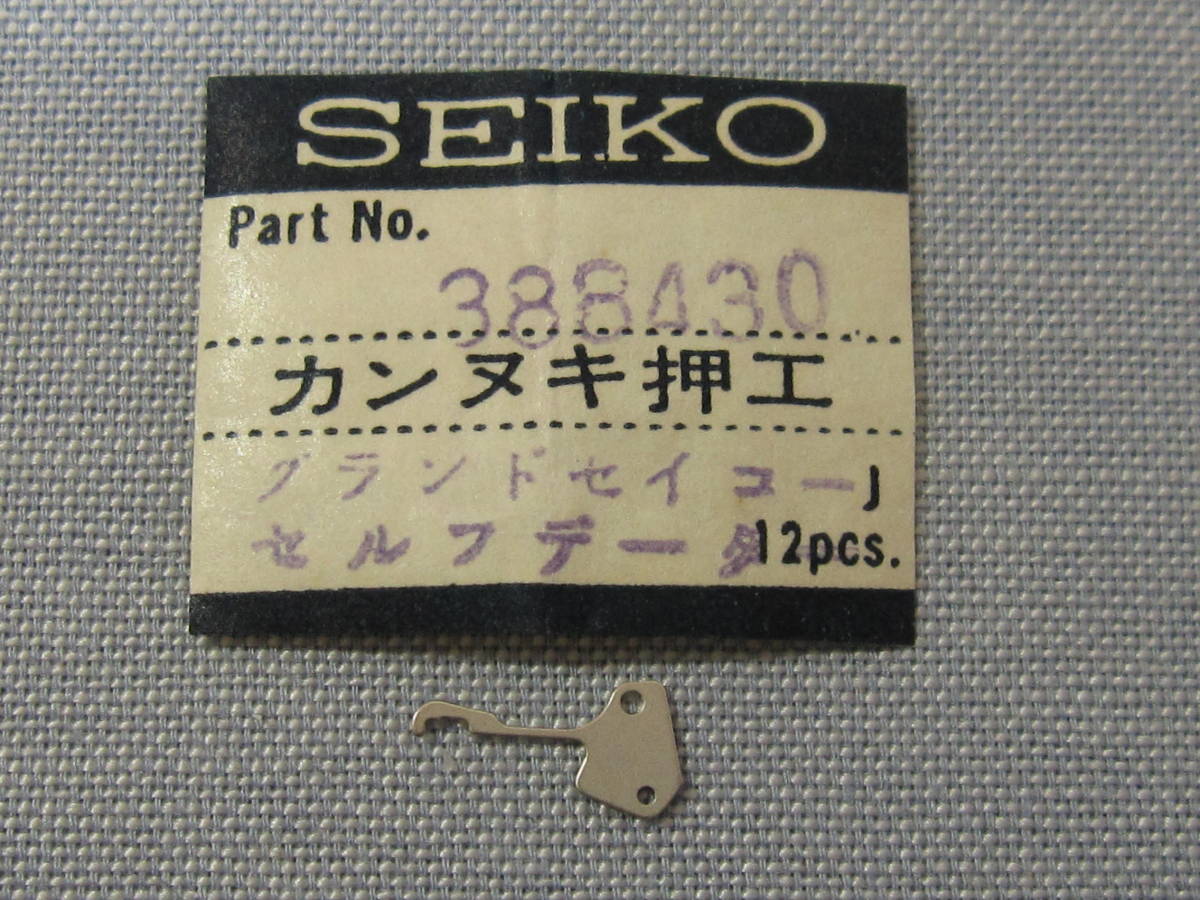 SEIKO
Part No.
388430
カンヌキ押エ
グランドセイコー J
セルフデーター 12pcs.